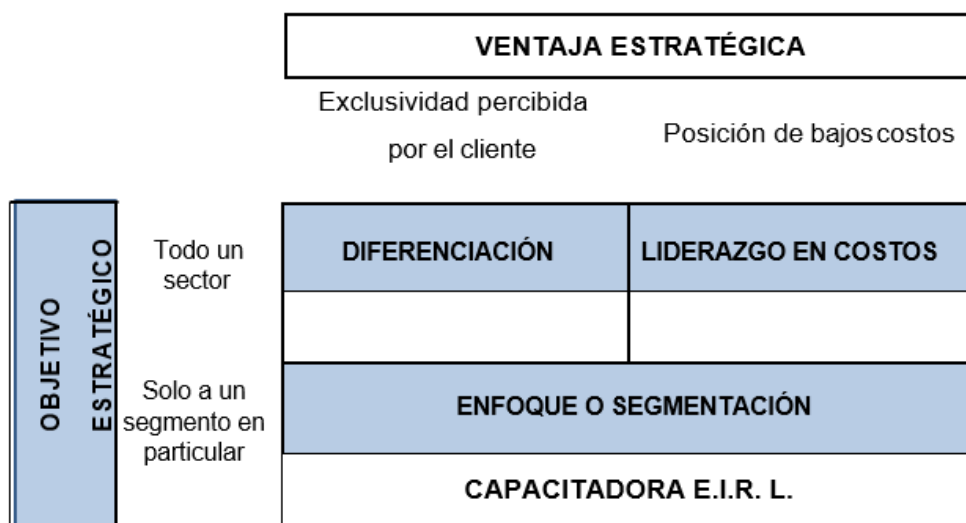 VENTAJA ESTRATÉGICA
Exclusividad percibida
por el cliente
Posición de bajos costos
OBJETIVO
ESTRATÉGICO
Todo un
sector
DIFERENCIACIÓN
LIDERAZGO EN COSTOS
Solo a un
segmento en
particular
ENFOQUE O SEGMENTACIÓN
CAPACITADORA E.I.R. L.